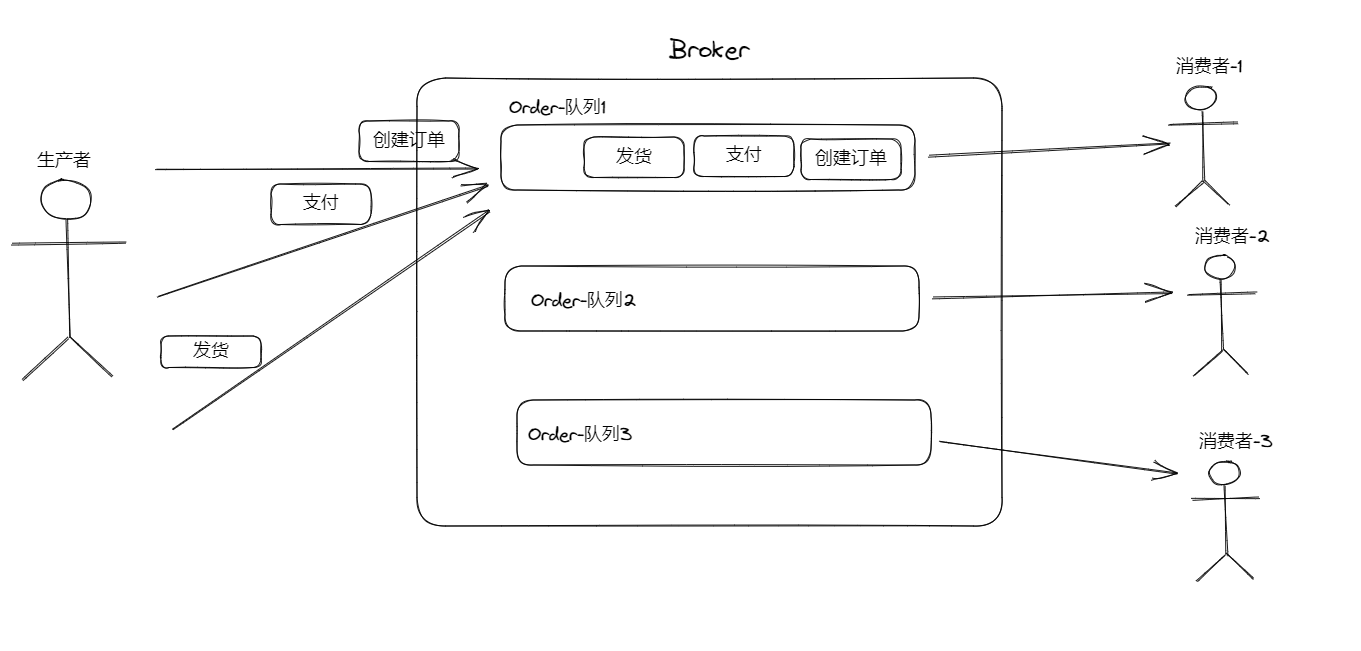 Broker
消费者-1
Order-队列1
创建订单
生产者
发货
支付
创建订单
支付
消费者-2
Order-队列2
发货
Order-队列3
消费者-3